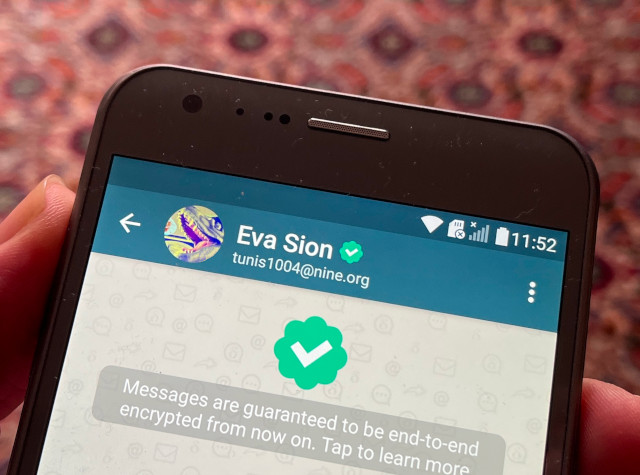 11:52
Eva Sion
tunis1004@nine.org
Messages are guaranteed to be end-to-end
encrypted from now on. Tap to learn more